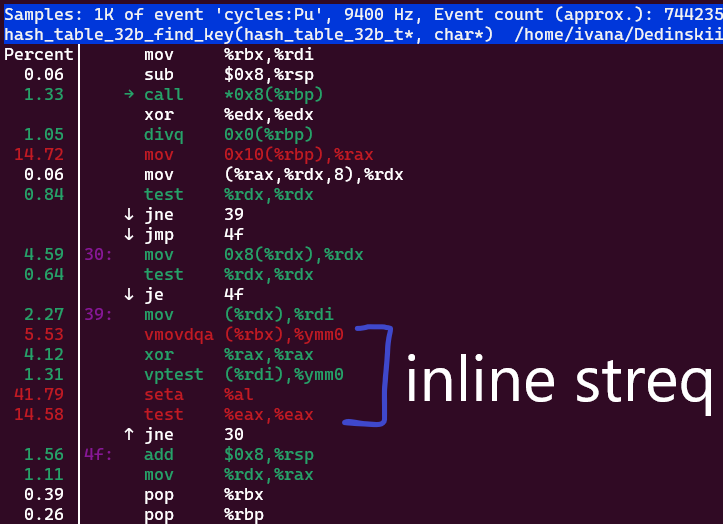 Samples: 1K of event 'cycles:Pu', 9400 Hz, Event count (approx.): 744235
hash_table_32b_find_key(hash_table_32b_t*, char*)  /home/ivana/Dedinskii
Percent      mov     %rbx,%rdi
0.06      sub     $0x8,%rsp
1.33    → call    *0x8(%rbp)
xor     %edx,%edx
1.05      divq    0x0(%rbp)
14.72      mov     0x10(%rbp),%rax
0.06      mov     (%rax,%rdx,8),%rdx
0.84      test    %rdx,%rdx
↓ jne     39
↓ jmp     4f
4.59 30:   mov     0x8(%rdx),%rdx
0.64      test    %rdx,%rdx
↓ je      4f
2.27 39:   mov     (%rdx),%rdi
5.53      vmovdqa (%rbx),%ymm0
4.12      xor     %rax,%rax
1.31      vptest  (%rdi),%ymm0
41.79      seta    %al
14.58      test    %eax,%eax
↑ jne     30
1.56 4f:   add     $0x8,%rsp
1.11      mov     %rdx,%rax
0.39      pop     %rbx
0.26      pop     %rbp
inline streq